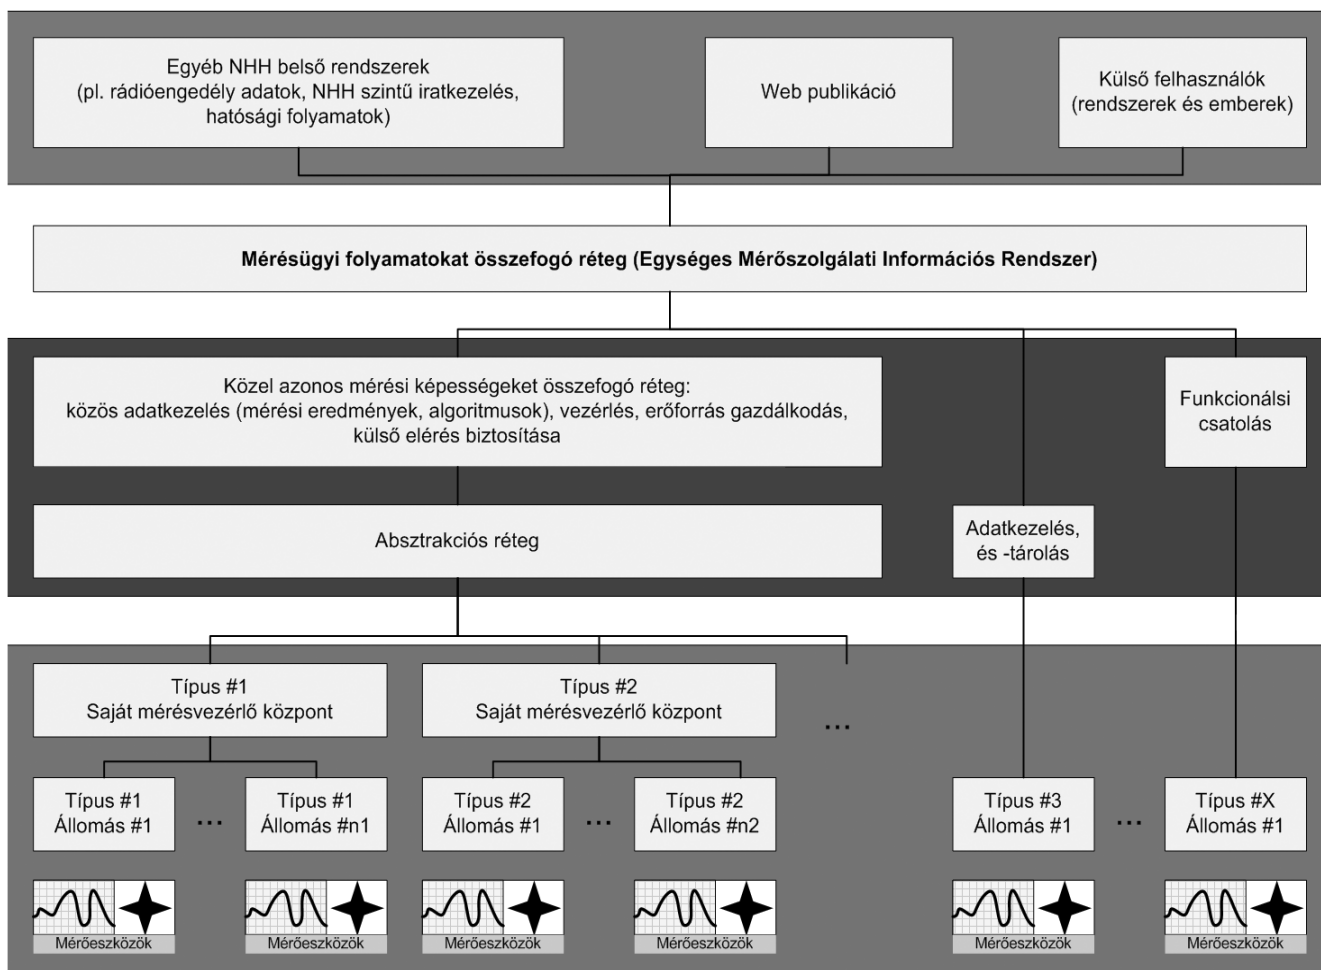 Egyéb NHH belső rendszerek
(pl. rádióengedély adatok, NHH szintű iratkezelés,
hatósági folyamatok)
Web publikáció
Külső felhasználók
(rendszerek és emberek)
Mérésügyi folyamatokat összefogó réteg (Egységes Mérőszolgálati Információs Rendszer)
Közel azonos mérési képességeket összefogó réteg:
közös adatkezelés (mérési eredmények, algoritmusok), vezérlés, erőforrás gazdálkodás,
külső elérés biztosítása
Funkcionálsi
csatolás
Absztrakciós réteg
Adatkezelés,
és -tárolás
Típus #1
Saját mérésvezérlő központ
Típus #2
Saját mérésvezérlő központ
...
Típus #1
Állomás #1
...
Típus #1
Állomás #n1
Típus #2
Állomás #1
...
Típus #2
Állomás #n2
Típus #3
Állomás #1
...
Típus #X
Állomás #1
Mérőeszközök
Mérőeszközök
Mérőeszközök
Mérőeszközök
Mérőeszközök
Mérőeszközök